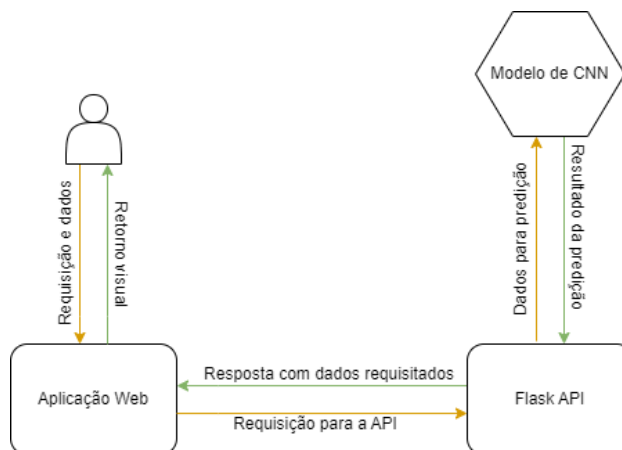 Modelo de CNN
Requisição e dados
Retorno visual
Dados para predição
Resultado da predição
Aplicação Web
Resposta com dados requisitados
Requisição para a API
Flask API